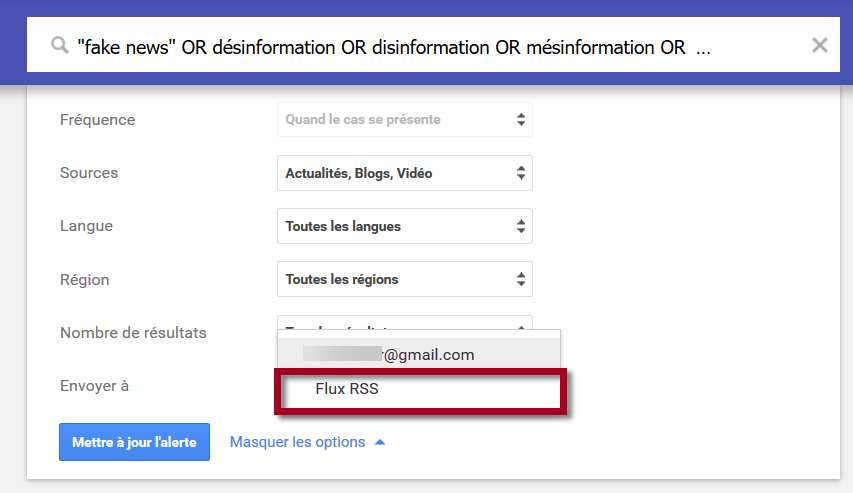 "fake news" OR désinformation OR disinformation OR mésinformation OR ...
Fréquence
Quand le cas se présente
Sources
Actualités, Blogs, Vidéo
Langue
Toutes les langues
Région
Toutes les régions
Nombre de résultats
r@gmail.com
Envoyer à
Flux RSS
Mettre à jour l'alerte
Masquer les options